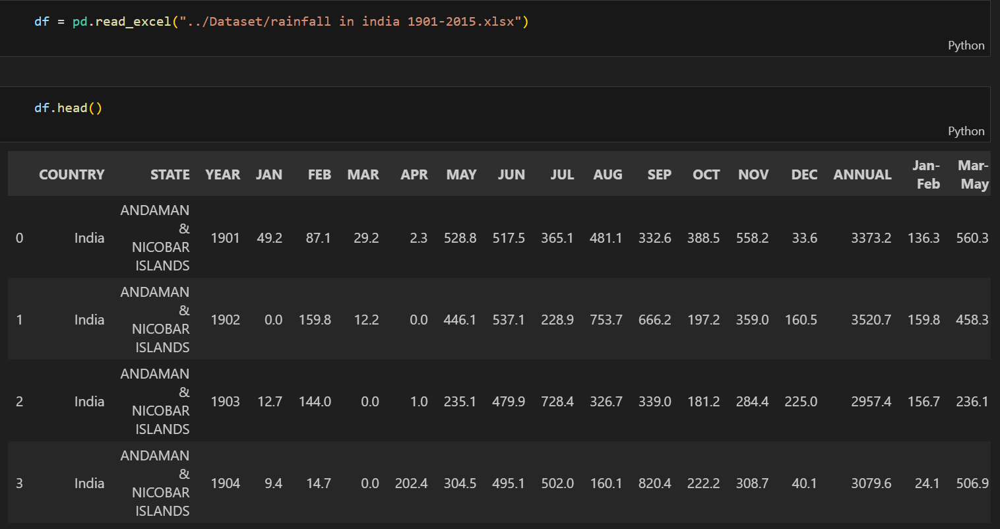 df = pd.read_excel("../Dataset/rainfall in india 1901-2015.xlsx")
Python
df.head()
Python
COUNTRY STATE YEAR JAN FEB MAR APR MAY JUN JUL AUG SEP OCT NOV DEC ANNUAL Jan-Feb Mar-May
0 India ANDAMAN & NICOBAR ISLANDS 1901 49.2 87.1 29.2 2.3 528.8 517.5 365.1 481.1 332.6 388.5 558.2 33.6 3373.2 136.3 560.3
1 India ANDAMAN & NICOBAR ISLANDS 1902 0.0 159.8 12.2 0.0 446.1 537.1 228.9 753.7 666.2 197.2 359.0 160.5 3520.7 159.8 458.3
2 India ANDAMAN & NICOBAR ISLANDS 1903 12.7 144.0 0.0 1.0 235.1 479.9 728.4 326.7 339.0 181.2 284.4 225.0 2957.4 156.7 236.1
3 India ANDAMAN & NICOBAR ISLANDS 1904 9.4 14.7 0.0 202.4 304.5 495.1 502.0 160.1 820.4 222.2 308.7 40.1 3079.6 24.1 506.9